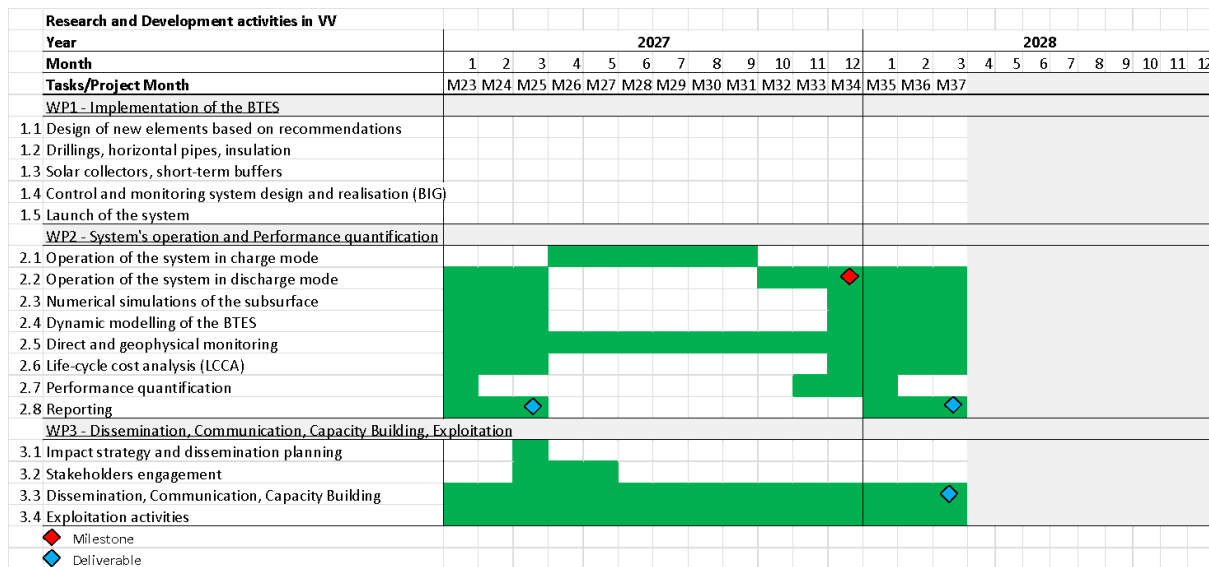 Research and Development activities in VV
Year 2027 2028
Month 1 2 3 4 5 6 7 8 9 10 11 12 1 2 3 4 5 6 7 8 9 10 11 12
Tasks/Project Month M23 M24 M25 M26 M27 M28 M29 M30 M31 M32 M33 M34 M35 M36 M37
WP1 - Implementation of the BTES
1.1 Design of new elements based on recommendations
1.2 Drillings, horizontal pipes, insulation
1.3 Solar collectors, short-term buffers
1.4 Control and monitoring system design and realisation (BIG)
1.5 Launch of the system
WP2 - System's operation and Performance quantification
2.1 Operation of the system in charge mode
2.2 Operation of the system in discharge mode
2.3 Numerical simulations of the subsurface
2.4 Dynamic modelling of the BTES
2.5 Direct and geophysical monitoring
2.6 Life-cycle cost analysis (LCCA)
2.7 Performance quantification
2.8 Reporting
WP3 - Dissemination, Communication, Capacity Building, Exploitation
3.1 Impact strategy and dissemination planning
3.2 Stakeholders engagement
3.3 Dissemination, Communication, Capacity Building
3.4 Exploitation activities
Milestone
Deliverable